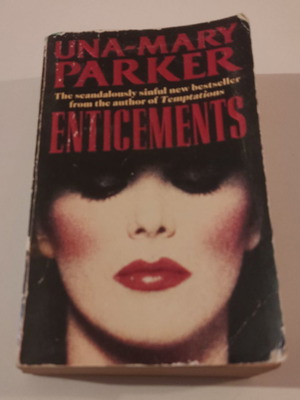 UNA-MARY
PARKER
The scandalously sinful new bestseller
from the author of Temptations
ENTICEMENTS